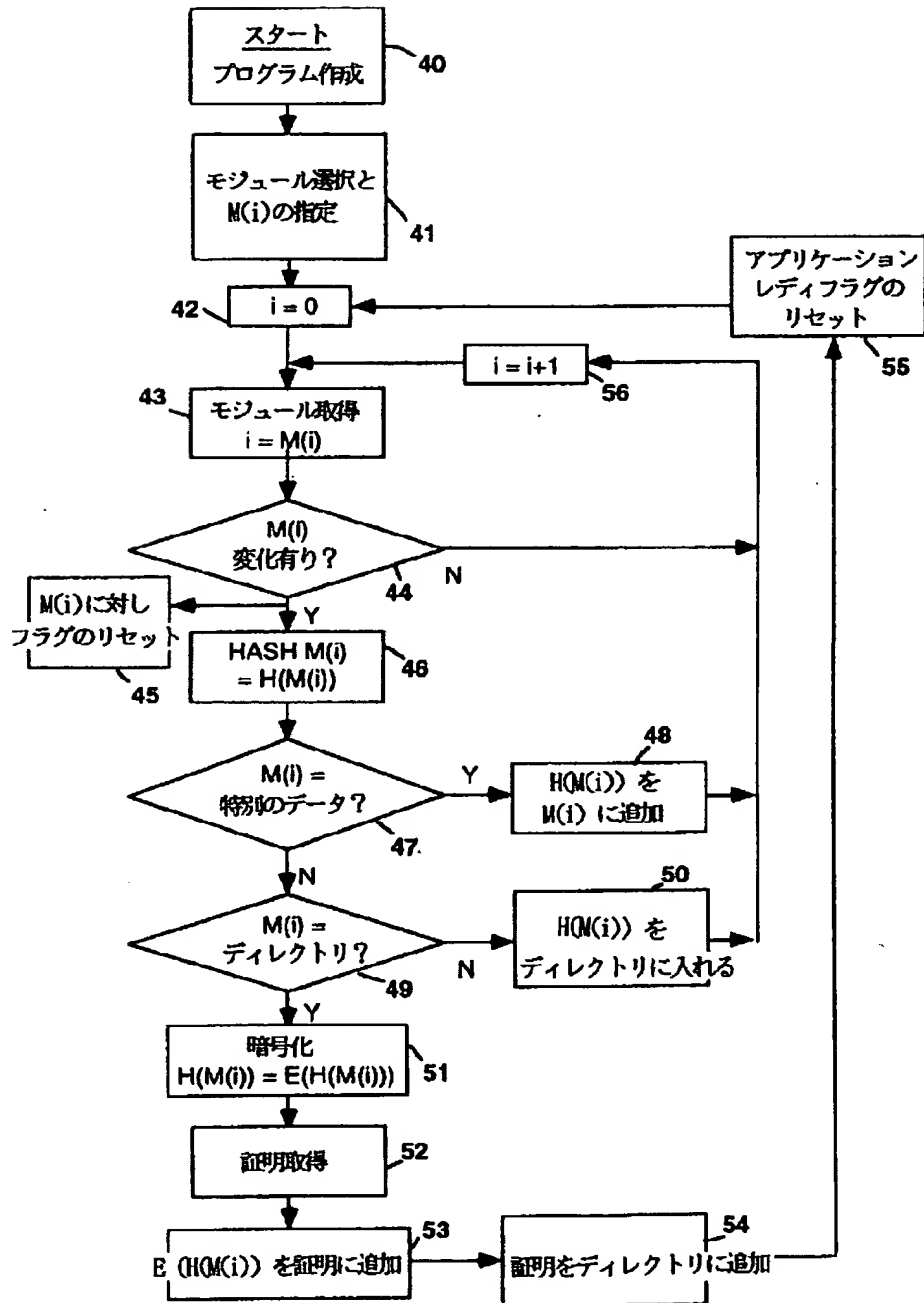 スタート
プログラム作成
40
モジュール選択と
M(i)の指定
41
アプリケーション
レディフラグの
リセット
55
i = 0
42
i = i+1
56
43
モジュール取得
i = M(i)
M(i)
変化有り?
44
N
Y
M(i)に対し
フラグのリセット
45
HASH M(i)
= H(M(i))
46
M(i) =
特別のデータ?
47
Y
N
48
H(M(i)) を
M(i) に追加
M(i) =
ディレクトリ?
49
N
Y
50
H(M(i)) を
ディレクトリに入れる
暗号化
H(M(i)) = E(H(M(i)))
51
証明取得
52
53
E (H(M(i)) を証明に追加
54
証明をディレクトリに追加